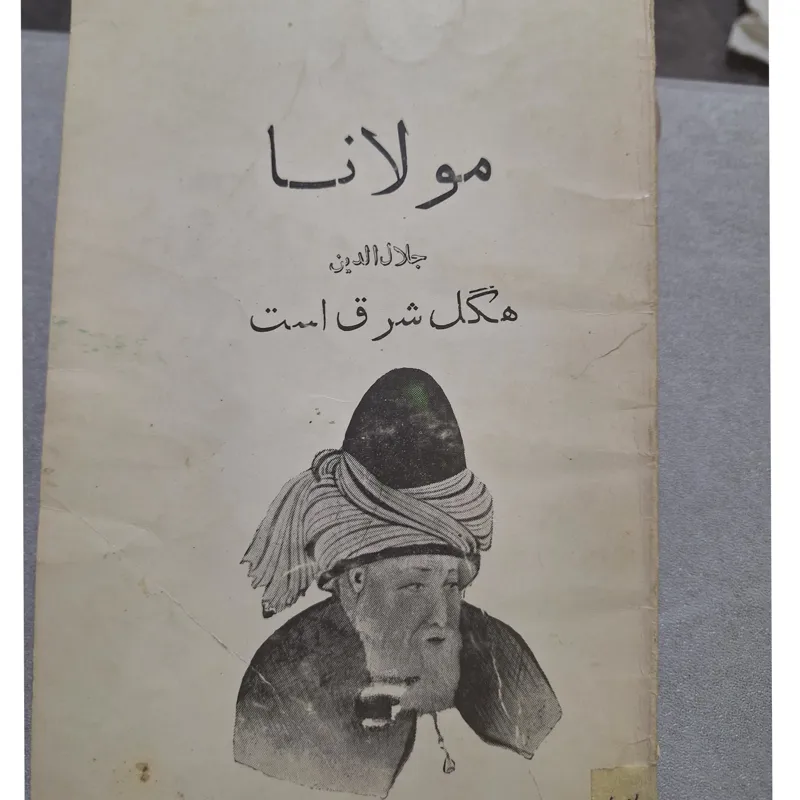 مولانا
جلال‌الدین
هگل شرق است